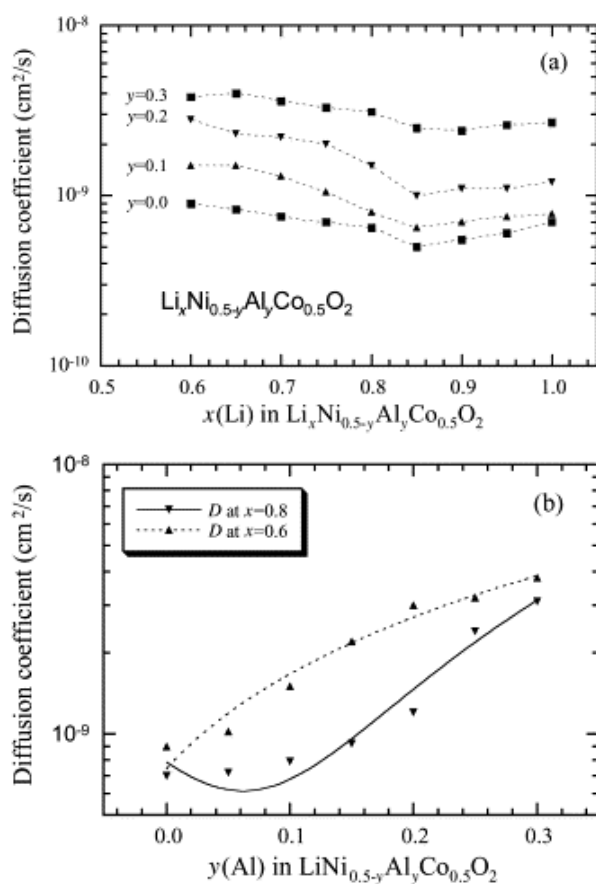 10⁻⁸
(a)
y=0.3
y=0.2
y=0.1
y=0.0
10⁻⁹
LiₓNi₀.₅₋yAlyCo₀.₅O₂
10⁻¹⁰
Diffusion coefficient (cm²/s)
0.5 0.6 0.7 0.8 0.9 1.0
x(Li) in LiₓNi₀.₅₋yAlyCo₀.₅O₂
10⁻⁸
(b)
D at x=0.8
D at x=0.6
10⁻⁹
Diffusion coefficient (cm²/s)
0.0 0.1 0.2 0.3
y(Al) in LiNi₀.₅₋yAlyCo₀.₅O₂